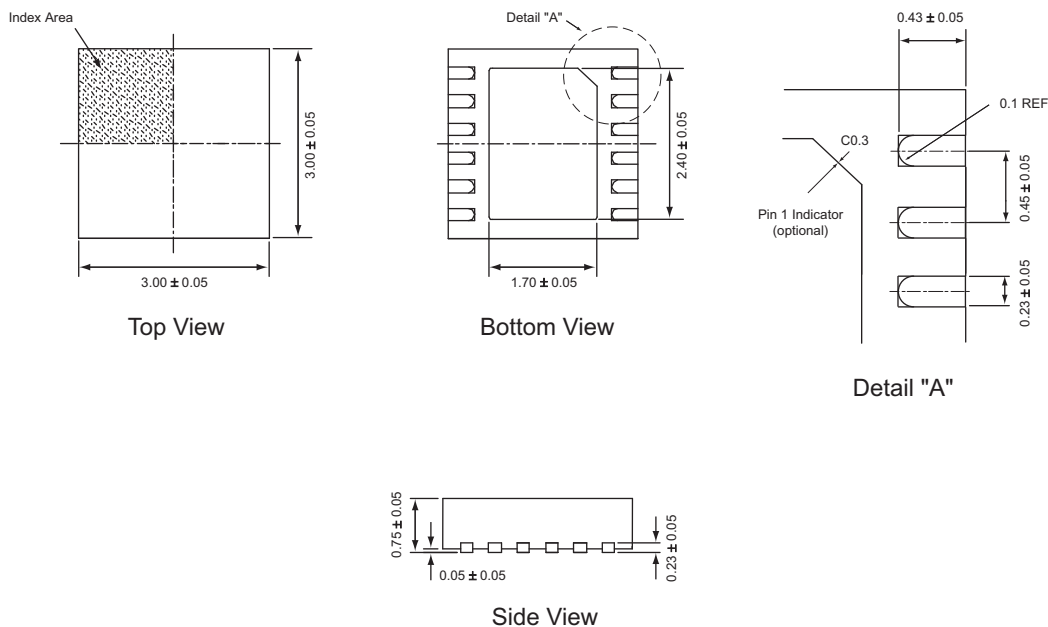 Index Area
3.00 ± 0.05
3.00 ± 0.05
Top View
Detail "A"
2.40 ± 0.05
1.70 ± 0.05
Bottom View
0.43 ± 0.05
0.1 REF
C0.3
0.45 ± 0.05
Pin 1 Indicator
(optional)
0.23 ± 0.05
Detail "A"
0.75 ± 0.05
0.05 ± 0.05
0.23 ± 0.05
Side View